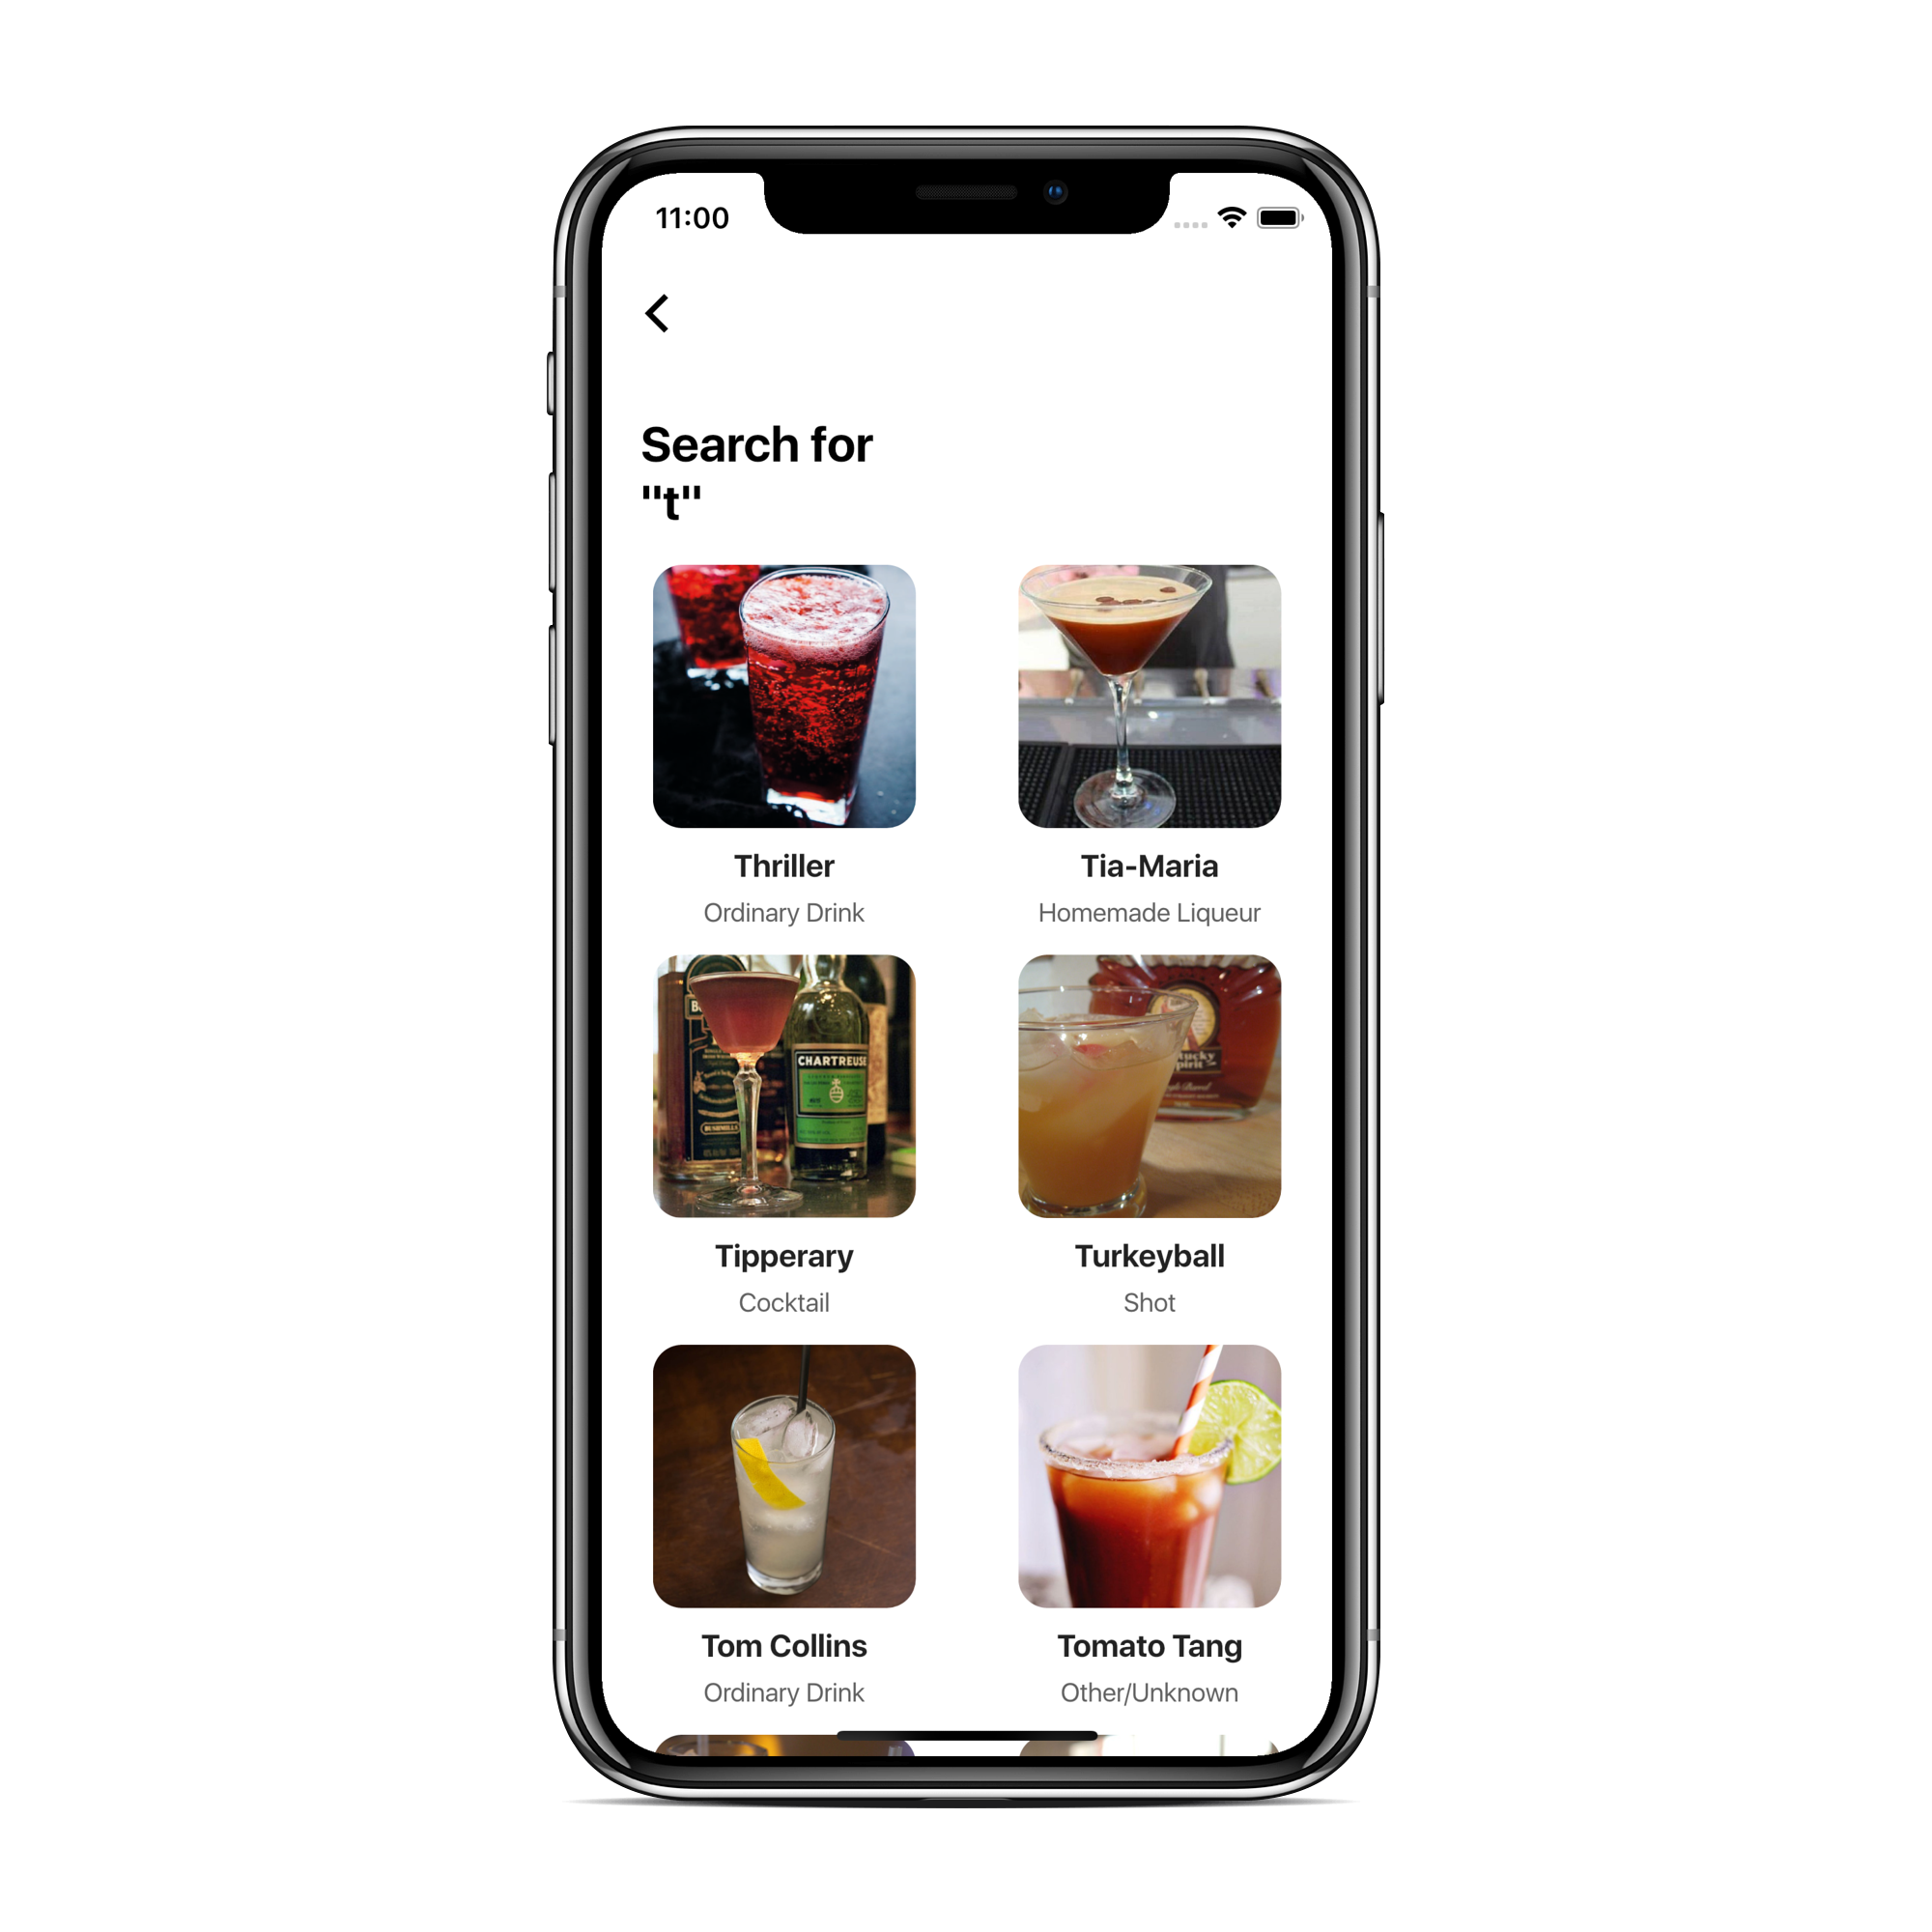 11:00
Search for
"t"
CHARTREUSE
BUSHMILLS
Thriller
Tia-Maria
Ordinary Drink
Homemade Liqueur
Tipperary
Turkeyball
Cocktail
Shot
Tom Collins
Tomato Tang
Ordinary Drink
Other/Unknown